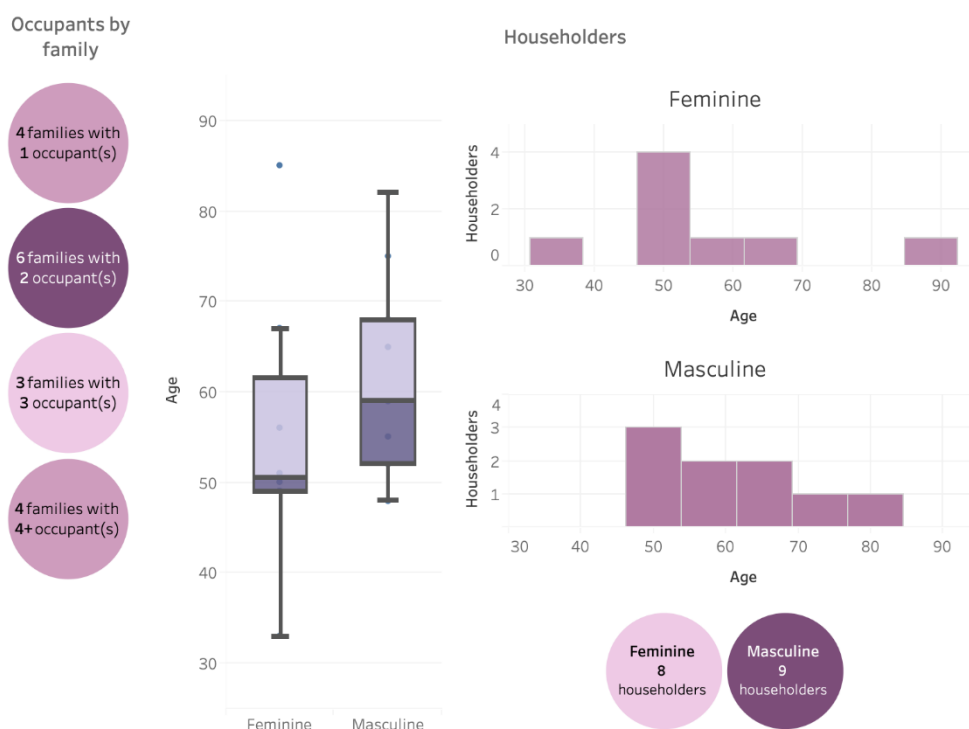 Occupants by
family
4 families with
1 occupant(s)
6 families with
2 occupant(s)
3 families with
3 occupant(s)
4 families with
4+ occupant(s)
Age
90
80
70
60
50
40
30
Feminine
Masculine
Householders
Feminine
Householders
4
2
0
30 40 50 60 70 80 90
Age
Masculine
Householders
4
3
2
1
30 40 50 60 70 80 90
Age
Feminine
8
householders
Masculine
9
householders